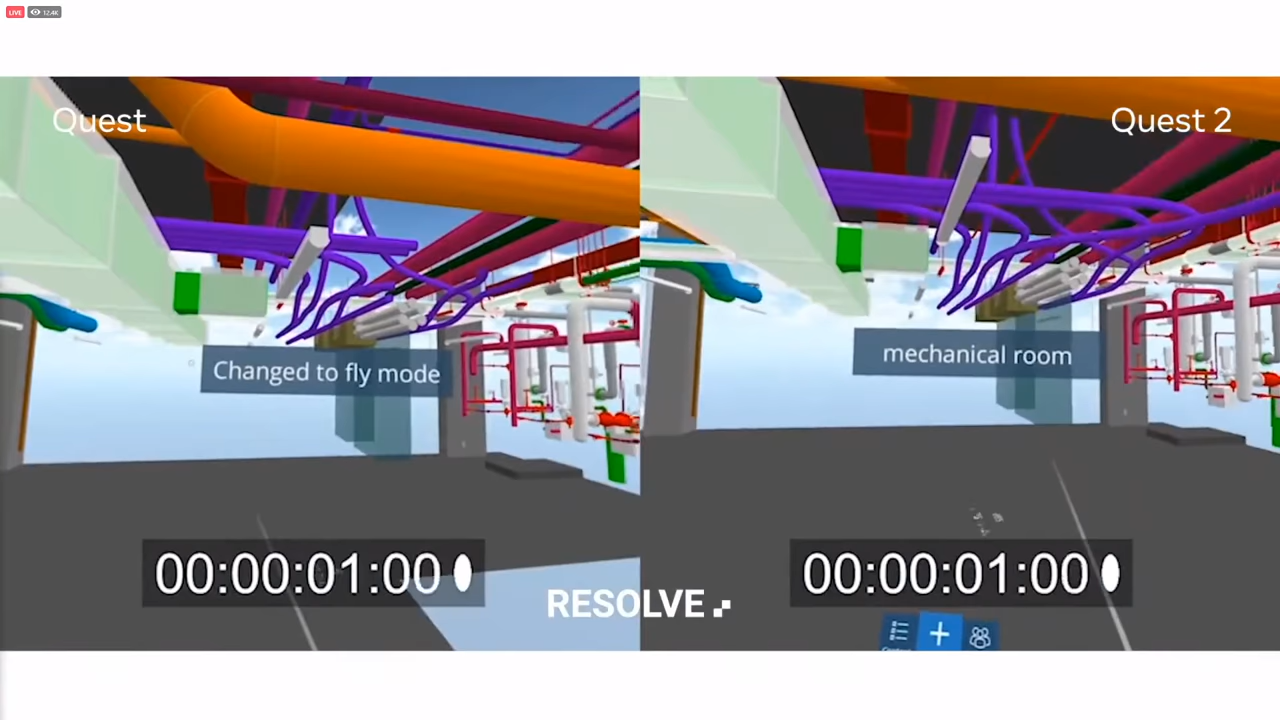 LIVE 12.4K
Quest
Quest 2
Changed to fly mode
mechanical room
00:00:01:00
00:00:01:00
RESOLVE